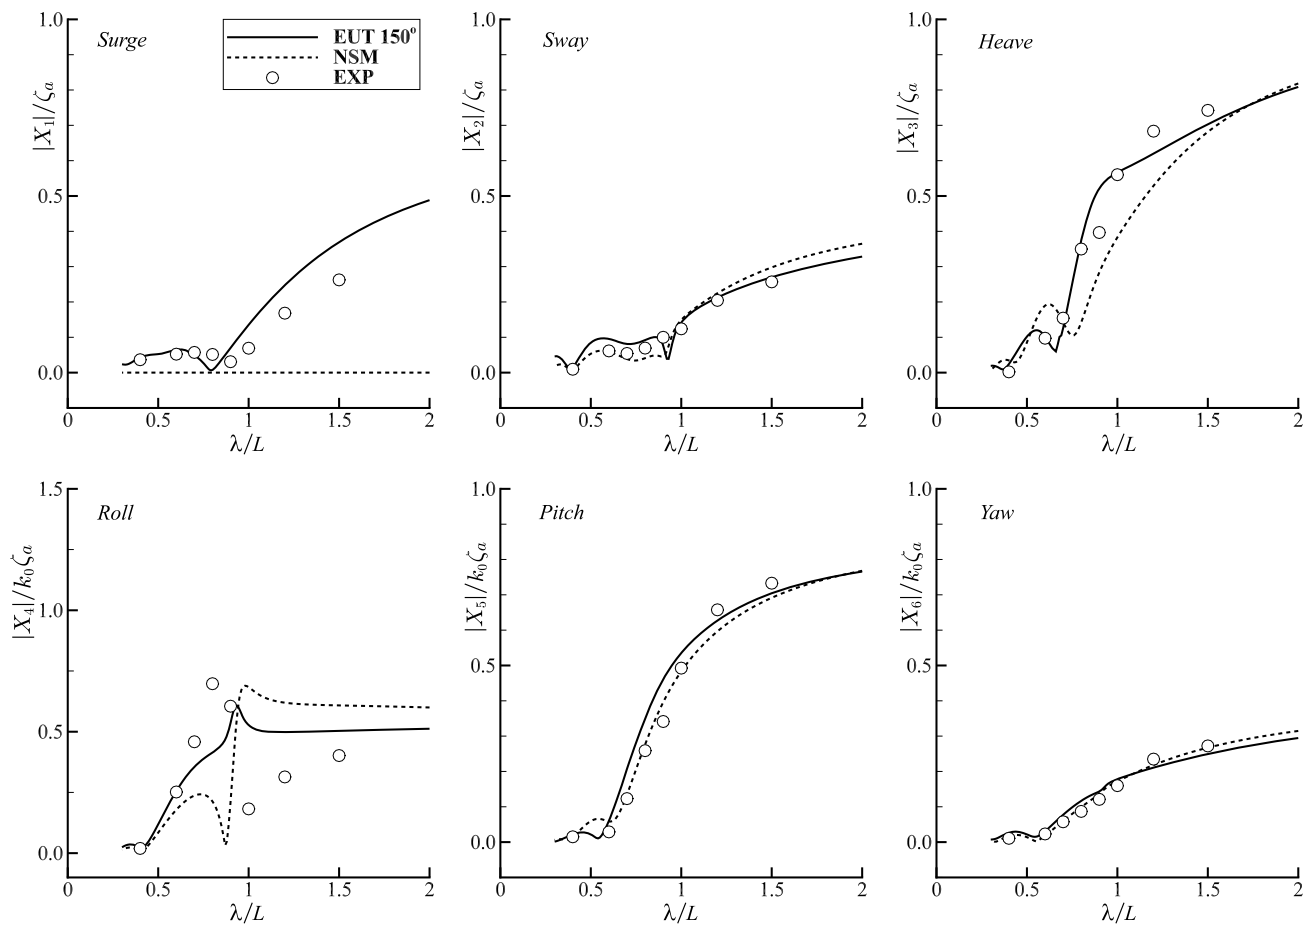 Surge
EUT 150°
NSM
EXP
|X₁|/ζₐ
1.0
0.5
0.0
0 0.5 1 1.5 2
λ/L
Sway
|X₂|/ζₐ
1.0
0.5
0.0
0 0.5 1 1.5 2
λ/L
Heave
|X₃|/ζₐ
1.0
0.5
0.0
0 0.5 1 1.5 2
λ/L
Roll
|X₄|/k₀ζₐ
1.5
1.0
0.5
0.0
0 0.5 1 1.5 2
λ/L
Pitch
|X₅|/k₀ζₐ
1.0
0.5
0.0
0 0.5 1 1.5 2
λ/L
Yaw
|X₆|/k₀ζₐ
1.0
0.5
0.0
0 0.5 1 1.5 2
λ/L